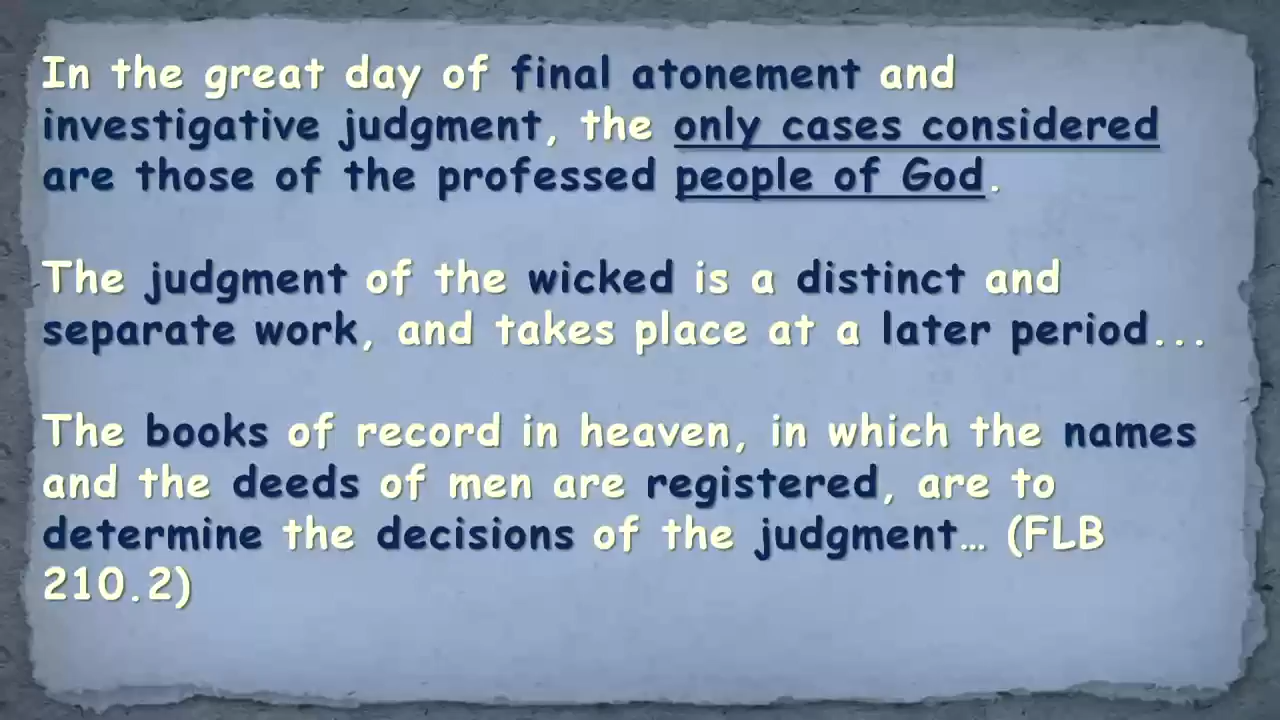 In the great day of final atonement and
investigative judgment, the only cases considered
are those of the professed people of God.
The judgment of the wicked is a distinct and
separate work, and takes place at a later period...
The books of record in heaven, in which the names
and the deeds of men are registered, are to
determine the decisions of the judgment… (FLB
210.2)